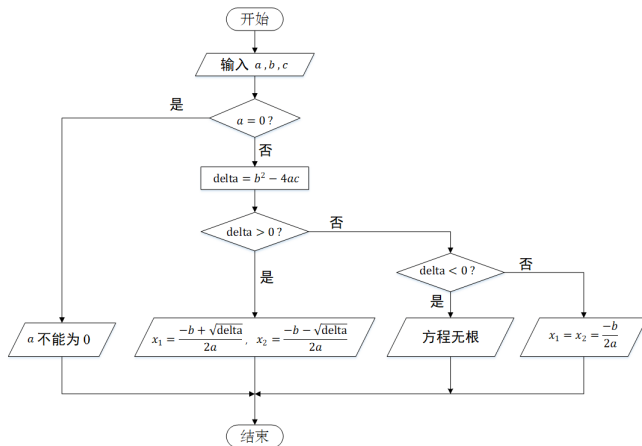 开始
输入 a , b , c
是
a = 0 ?
否
delta = b² − 4ac
delta > 0 ?
否
是
delta < 0 ?
否
是
a 不能为 0
x₁ = (−b + √delta)/2a , x₂ = (−b − √delta)/2a
方程无根
x₁ = x₂ = −b/2a
结束